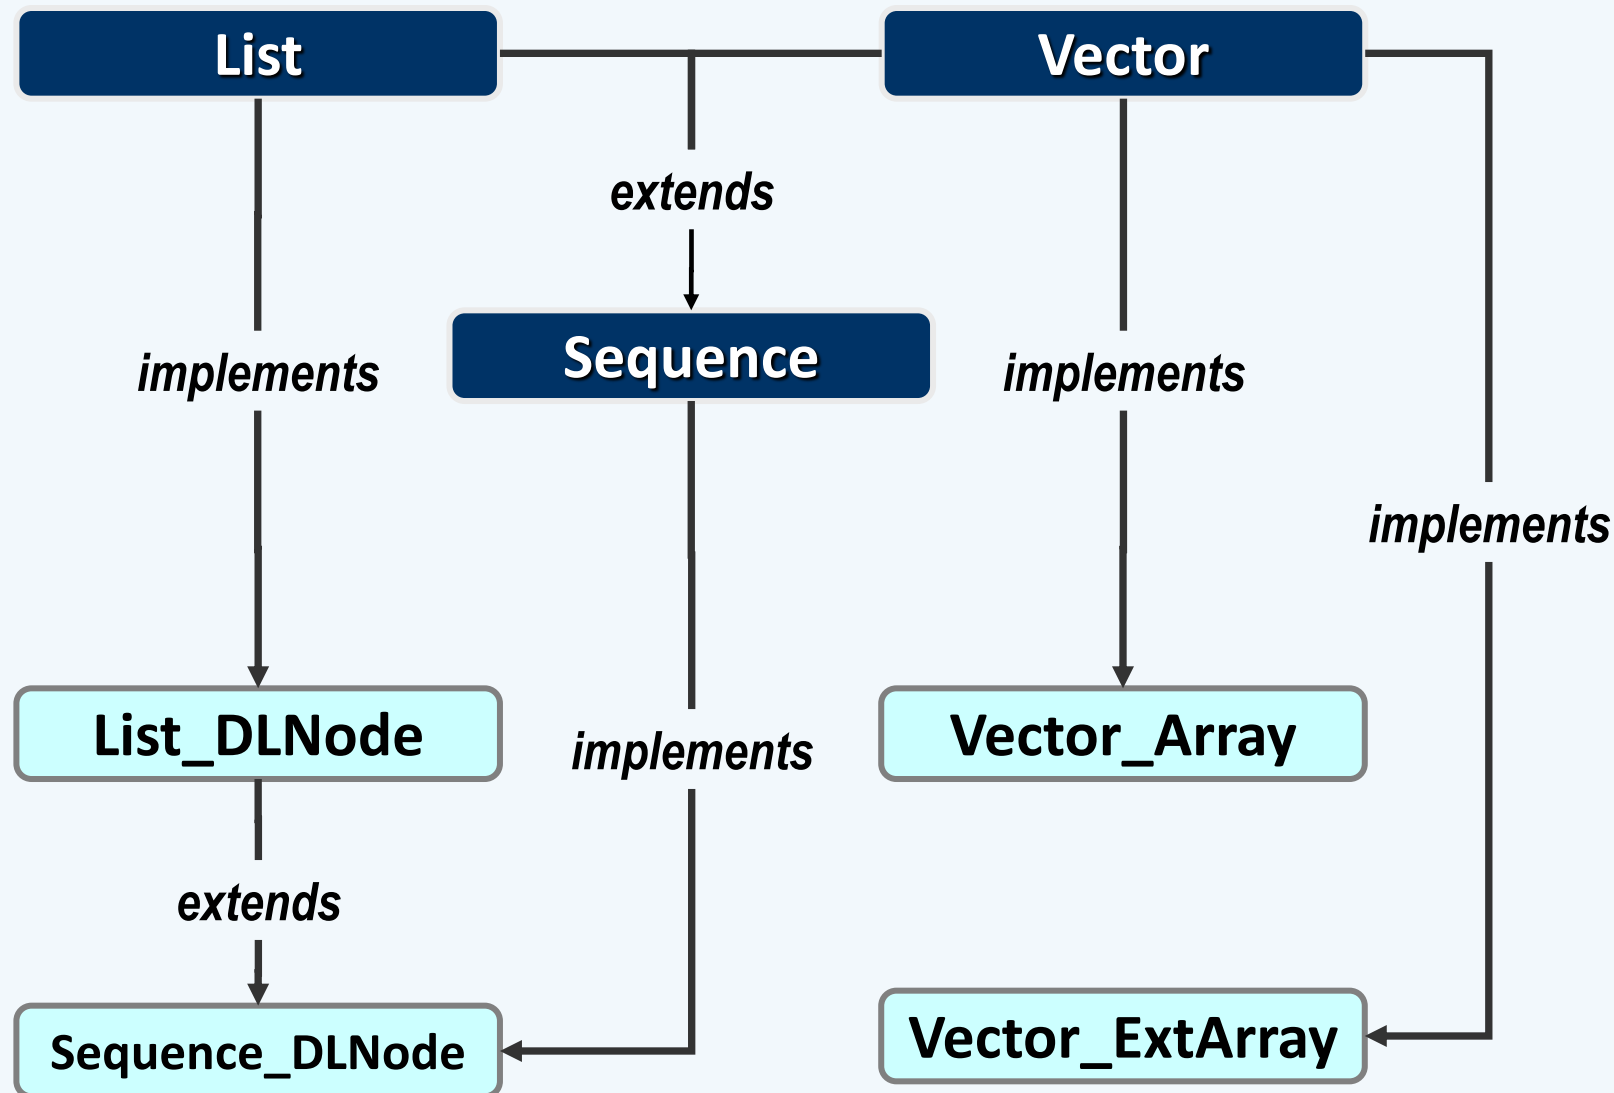 List
Vector
extends
Sequence
implements
implements
implements
List_DLNode
implements
Vector_Array
extends
Sequence_DLNode
Vector_ExtArray